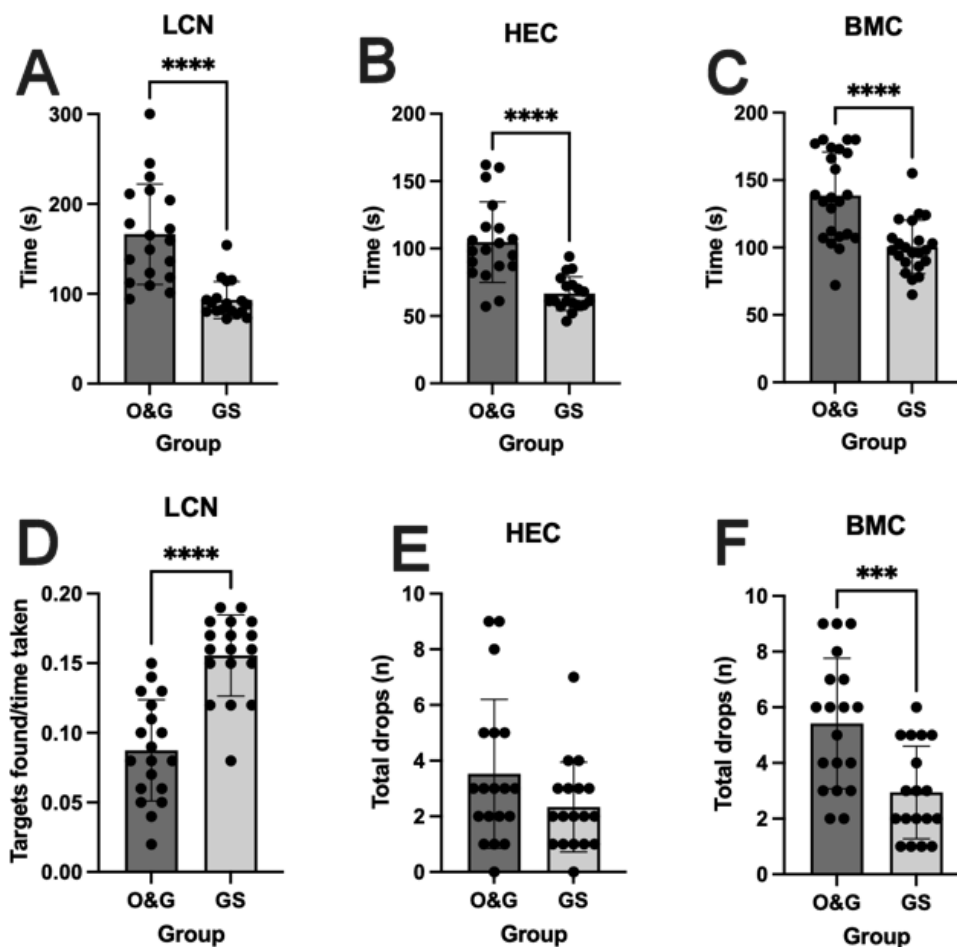 A
LCN
****
Time (s)
300
200
100
0
O&G GS
Group
B
HEC
****
Time (s)
200
150
100
50
0
O&G GS
Group
C
BMC
****
Time (s)
200
150
100
50
0
O&G GS
Group
D
LCN
****
Targets found/time taken
0.20
0.15
0.10
0.05
0.00
O&G GS
Group
E
HEC
Total drops (n)
10
8
6
4
2
0
O&G GS
Group
F
BMC
***
Total drops (n)
10
8
6
4
2
0
O&G GS
Group